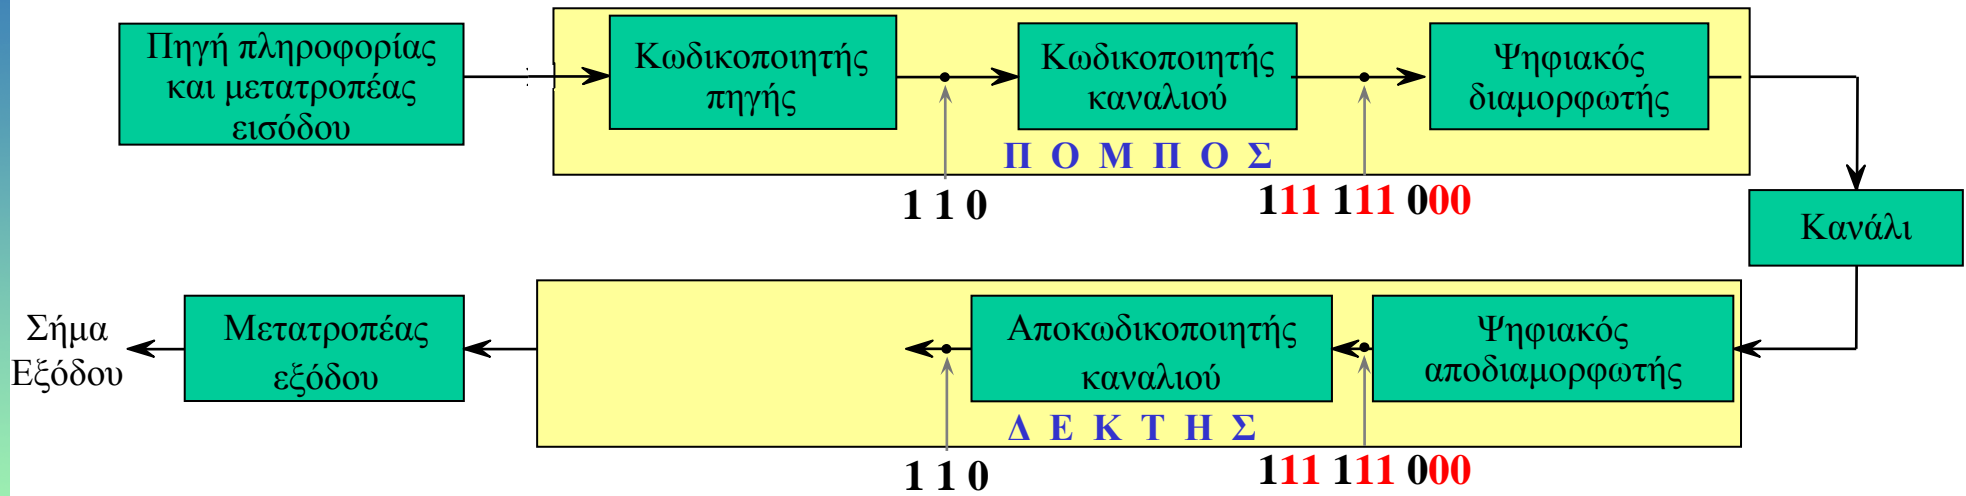 Πηγή πληροφορίας
και μετατροπέας
εισόδου
Κωδικοποιητής
πηγής
Κωδικοποιητής
καναλιού
Ψηφιακός
διαμορφωτής
Π Ο Μ Π Ο Σ
1 1 0
111 111 000
Κανάλι
Σήμα
Εξόδου
Μετατροπέας
εξόδου
Αποκωδικοποιητής
καναλιού
Ψηφιακός
αποδιαμορφωτής
Δ Ε Κ Τ Η Σ
1 1 0
111 111 000